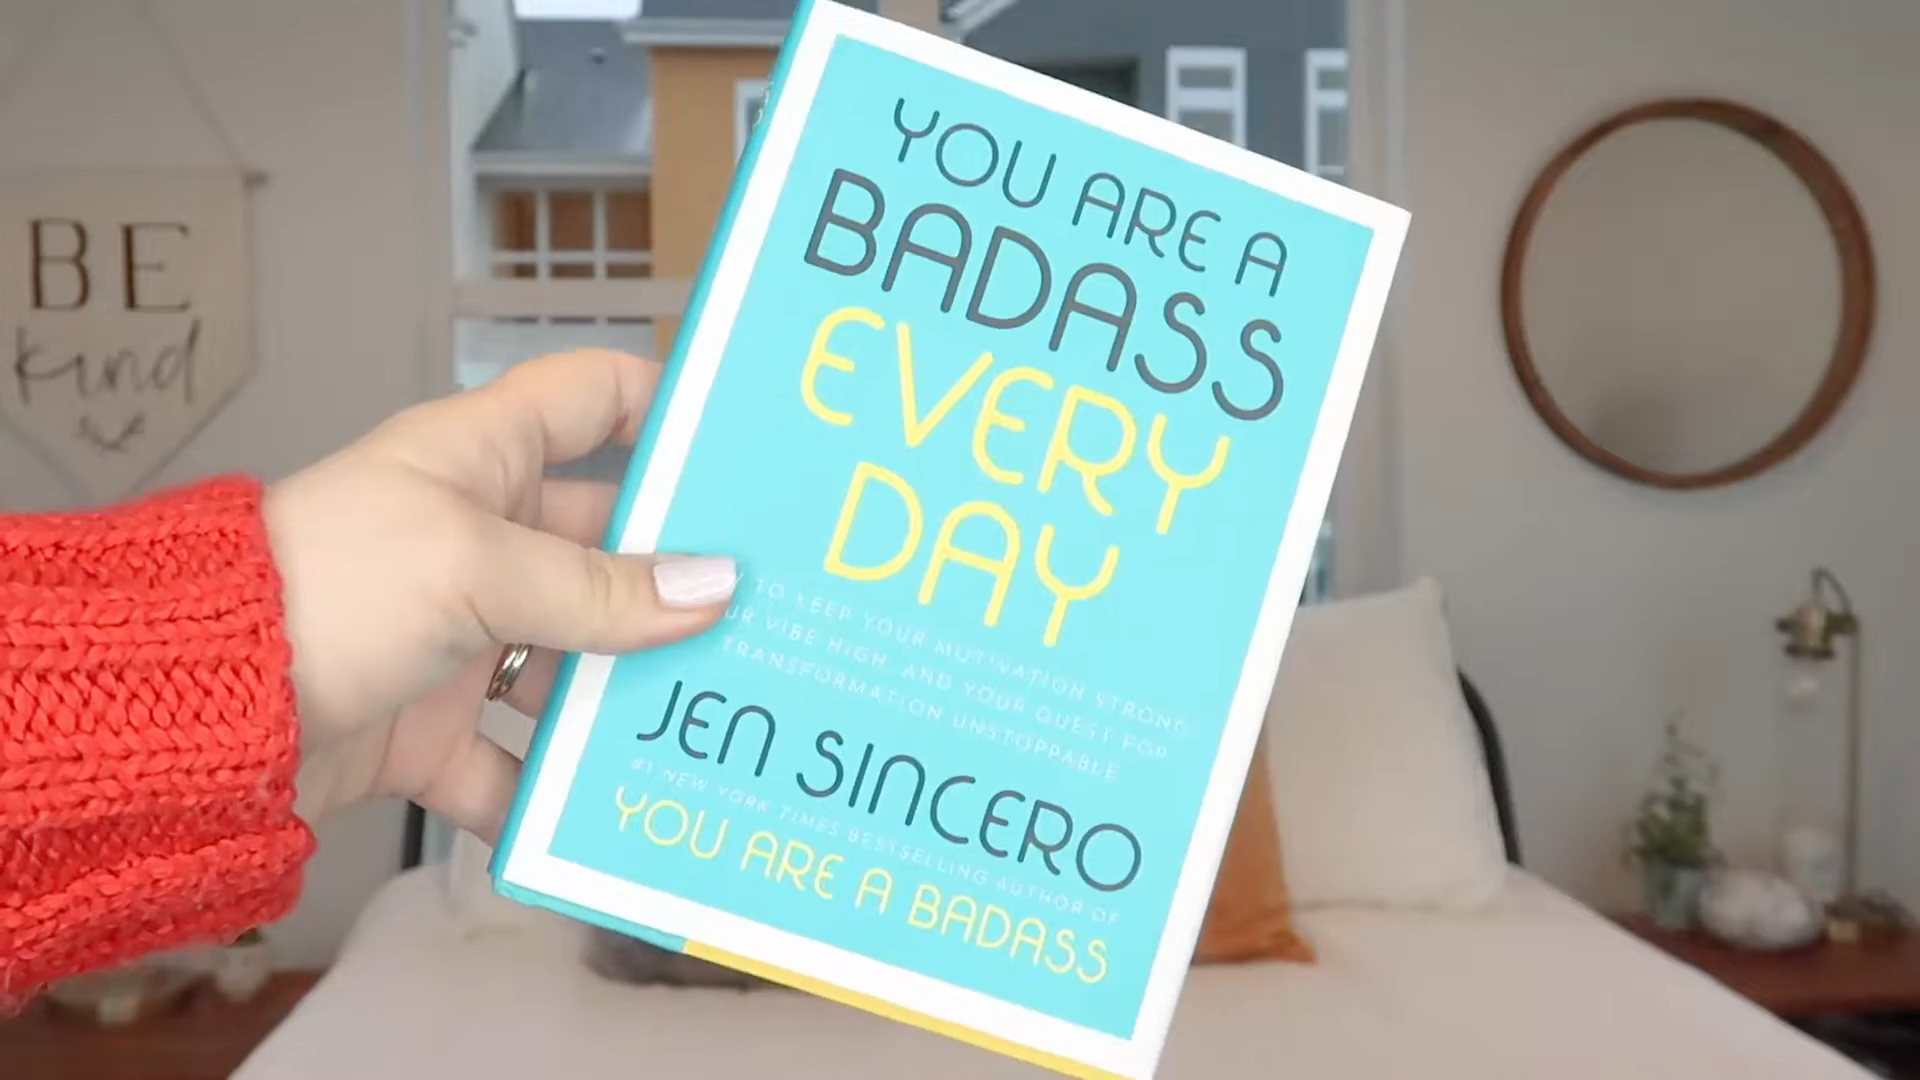 BE
kind
YOU ARE A
BADASS
EVERY
DAY
TO KEEP YOUR MOTIVATION STRONG,
VIBE HIGH, AND YOUR QUEST FOR
TRANSFORMATION UNSTOPPABLE
JEN SINCERO
#1 NEW YORK TIMES BESTSELLING AUTHOR OF
YOU ARE A BADASS